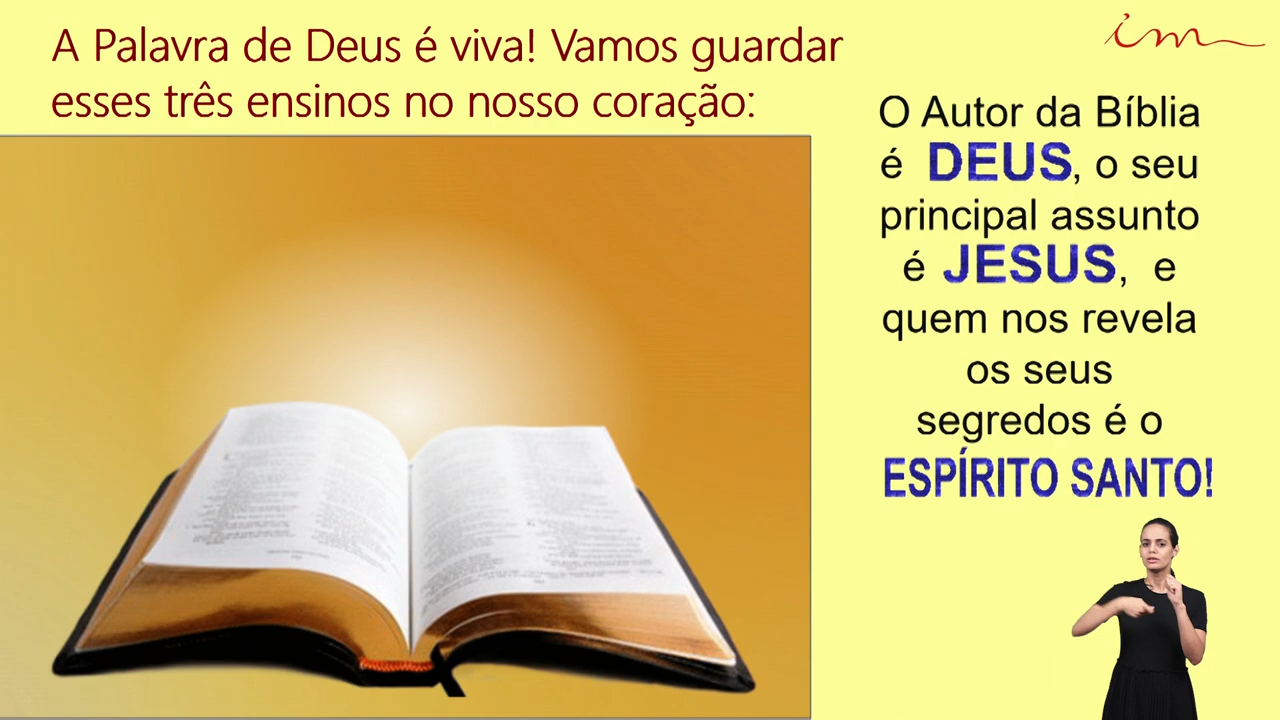 A Palavra de Deus é viva! Vamos guardar
esses três ensinos no nosso coração:
im
O Autor da Bíblia
é DEUS, o seu
principal assunto
é JESUS, e
quem nos revela
os seus
segredos é o
ESPÍRITO SANTO!